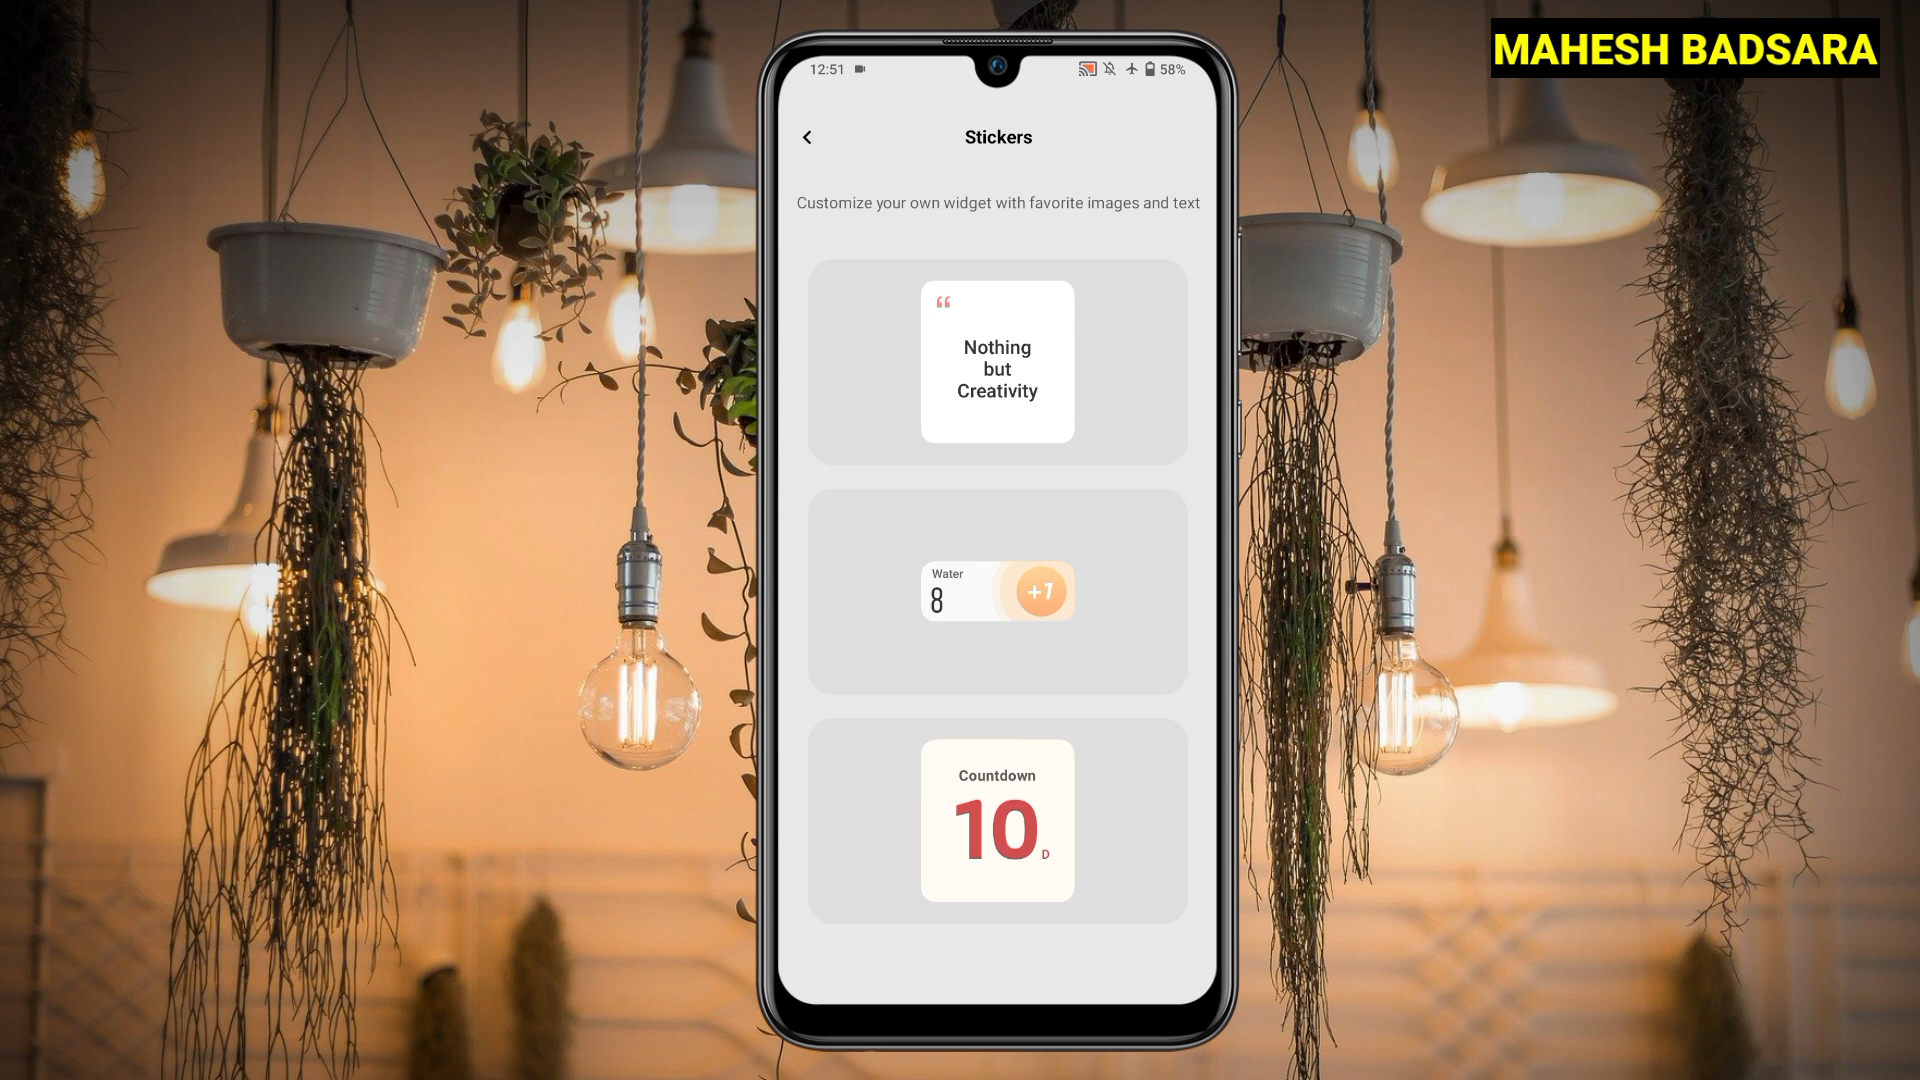 MAHESH BADSARA
12:51
58%
Stickers
Customize your own widget with favorite images and text
“
Nothing
but
Creativity
Water
8
+1
Countdown
10 D